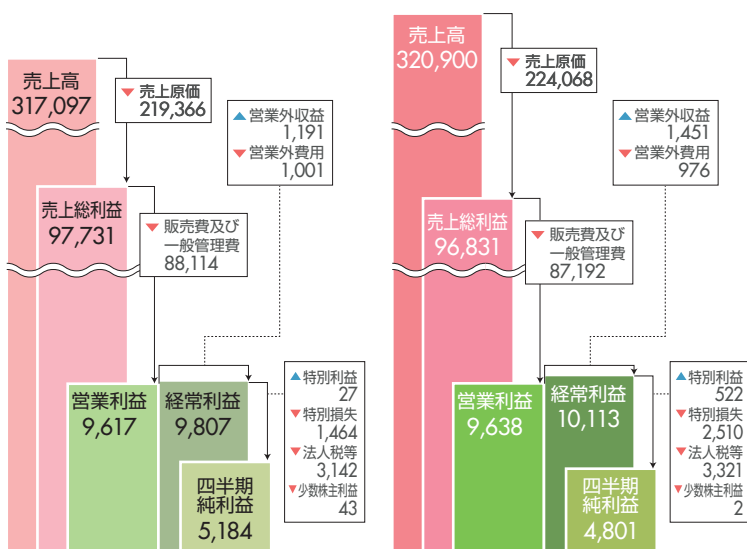 売上高
317,097
▼売上原価
219,366
▲営業外収益
1,191
▼営業外費用
1,001
売上総利益
97,731
▼販売費及び
一般管理費
88,114
営業利益
9,617
経常利益
9,807
▲特別利益
27
▼特別損失
1,464
▼法人税等
3,142
▼少数株主利益
43
四半期
純利益
5,184
売上高
320,900
▼売上原価
224,068
▲営業外収益
1,451
▼営業外費用
976
売上総利益
96,831
▼販売費及び
一般管理費
87,192
営業利益
9,638
経常利益
10,113
▲特別利益
522
▼特別損失
2,510
▼法人税等
3,321
▼少数株主利益
2
四半期
純利益
4,801